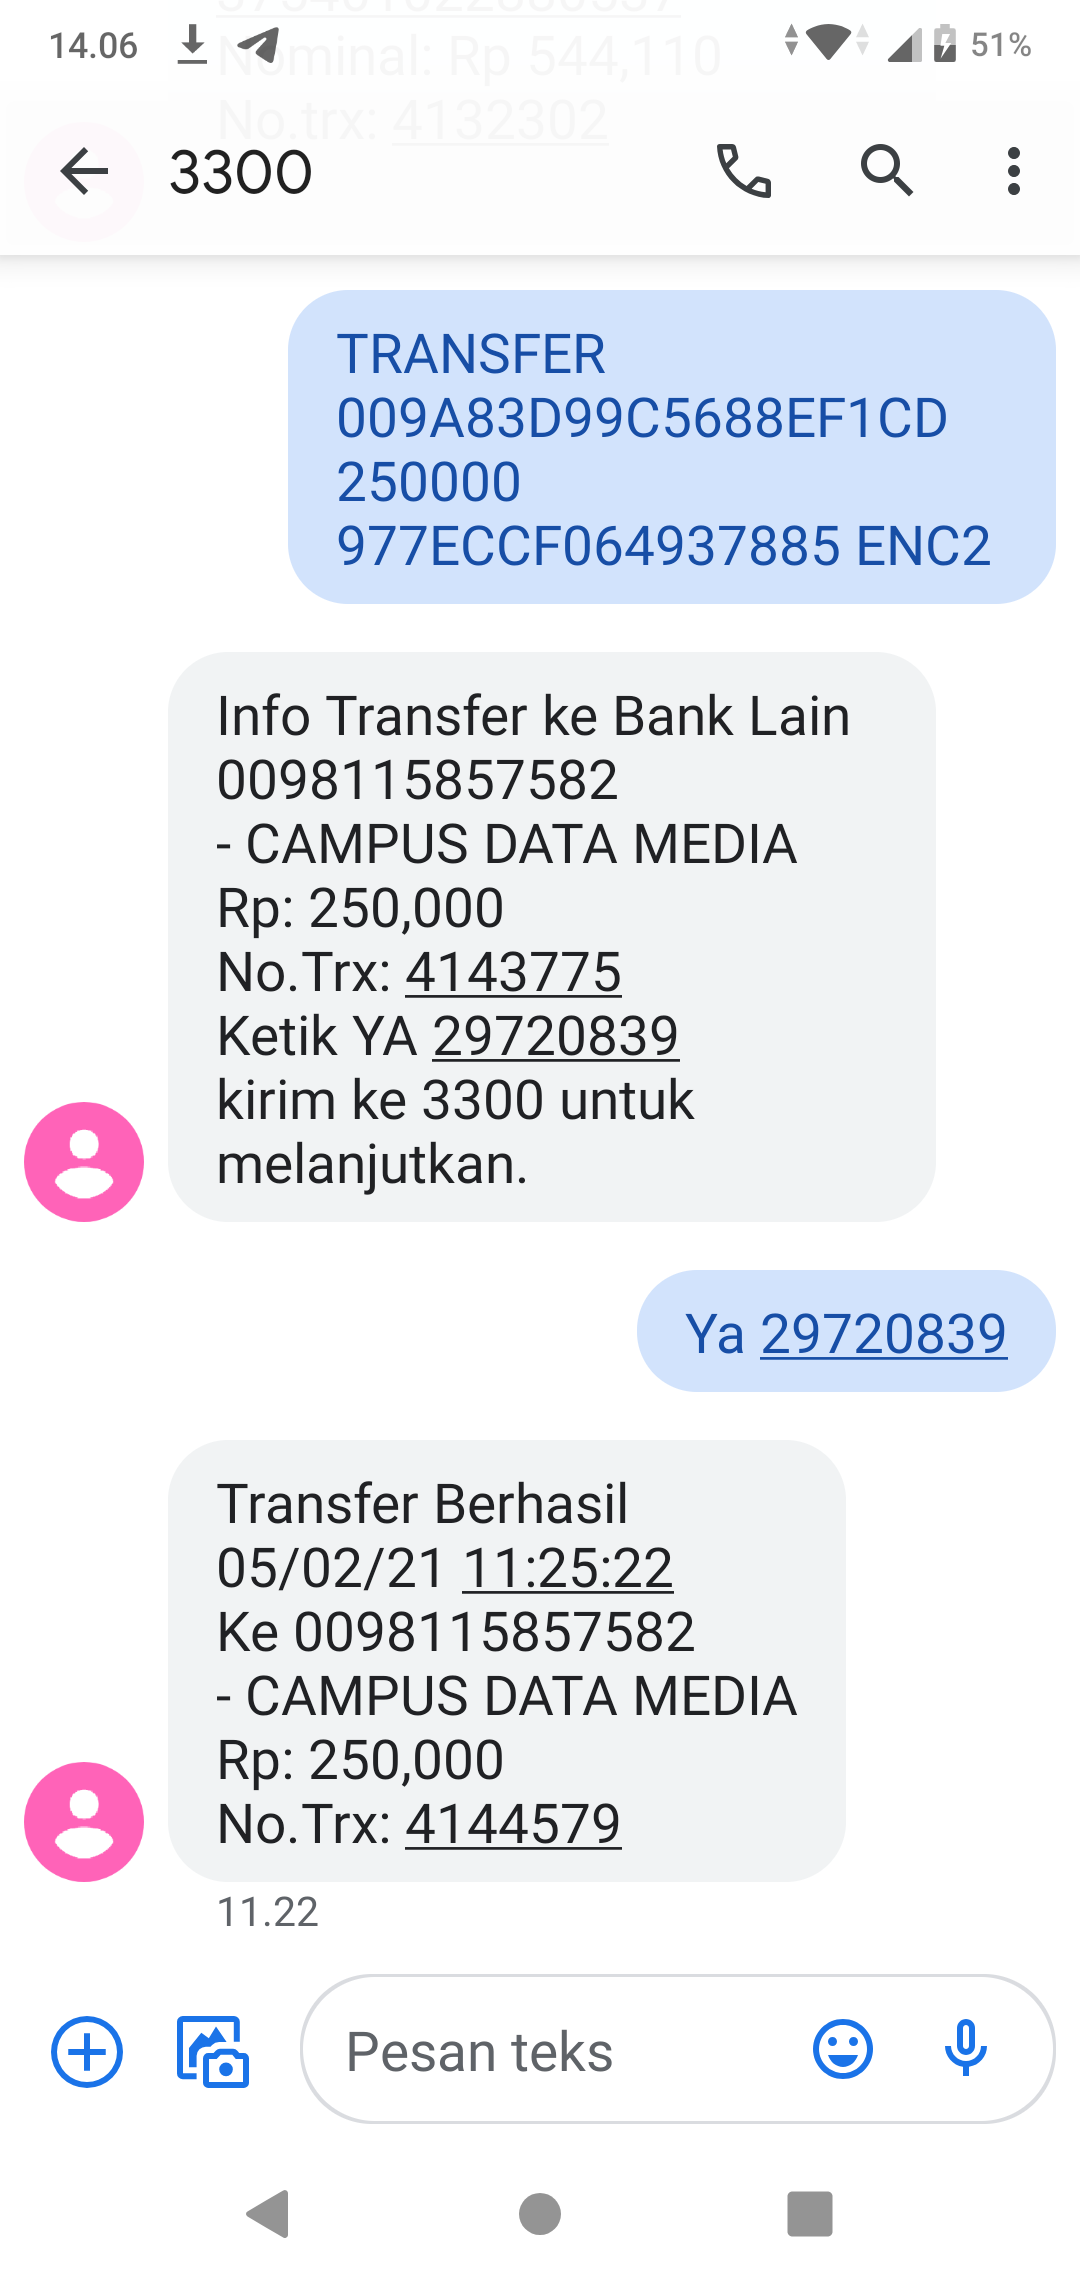 14.06
51%
Nominal: Rp 544,110
No.trx: 4132302
3300
TRANSFER
009A83D99C5688EF1CD
250000
977ECCF064937885 ENC2
Info Transfer ke Bank Lain
0098115857582
- CAMPUS DATA MEDIA
Rp: 250,000
No.Trx: 4143775
Ketik YA 29720839
kirim ke 3300 untuk
melanjutkan.
Ya 29720839
Transfer Berhasil
05/02/21 11:25:22
Ke 0098115857582
- CAMPUS DATA MEDIA
Rp: 250,000
No.Trx: 4144579
11.22
Pesan teks